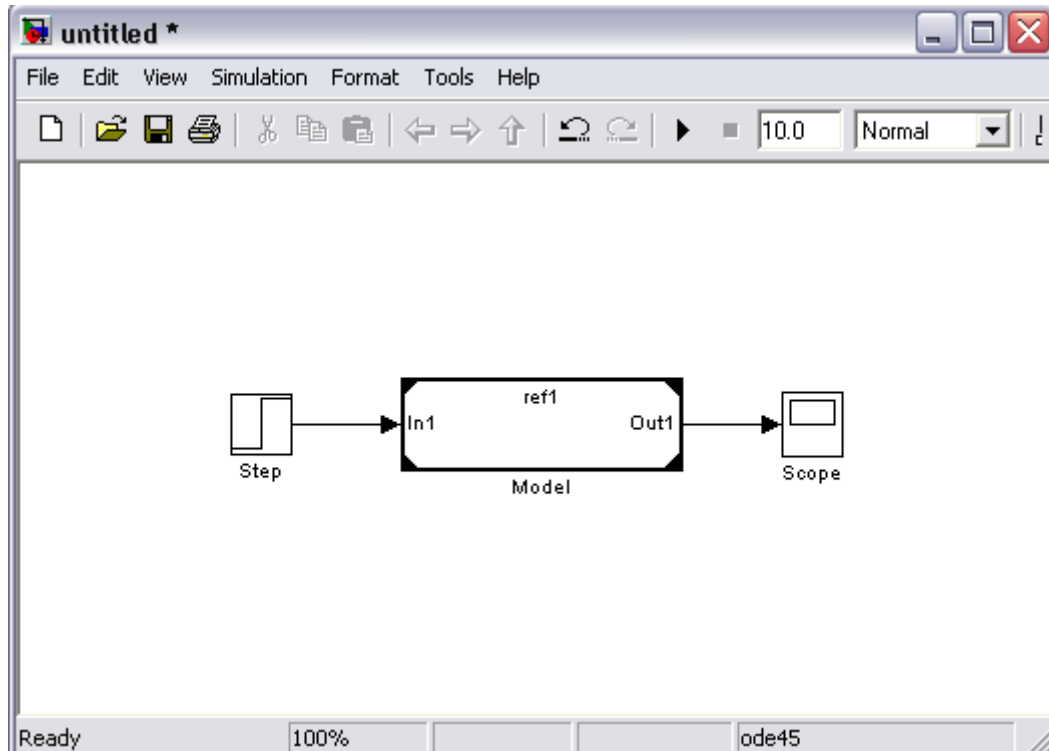 untitled *
File Edit View Simulation Format Tools Help
10.0 Normal
ref1
In1 Out1
Step
Model
Scope
Ready 100% ode45